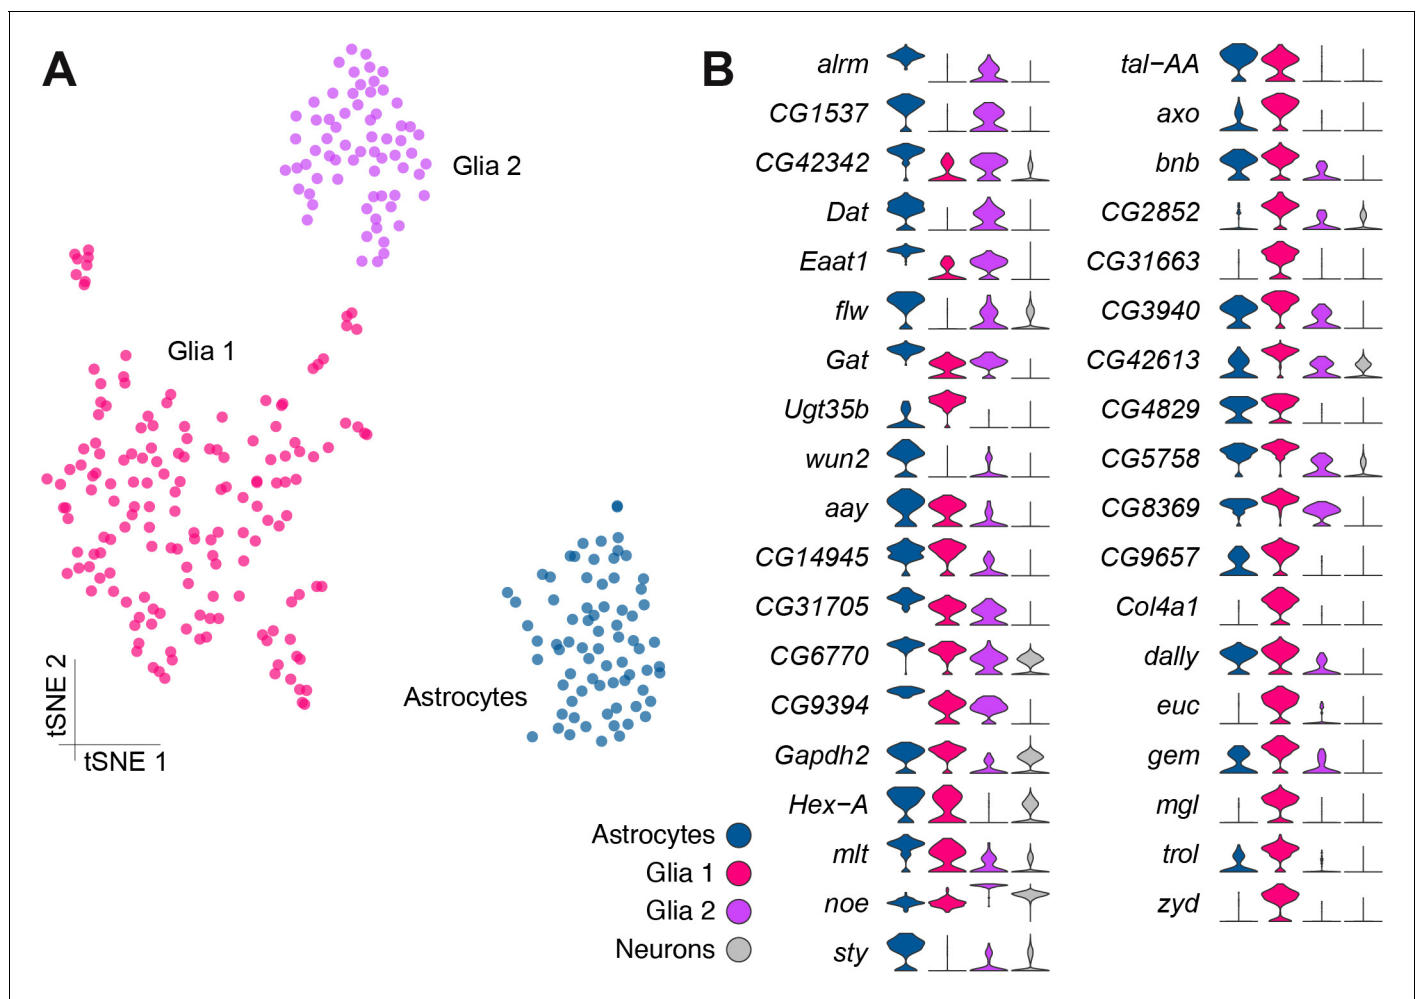 A
Glia 2
Glia 1
Astrocytes
tSNE 2
tSNE 1
Astrocytes
Glia 1
Glia 2
Neurons
B
alrm
CG1537
CG42342
Dat
Eaat1
flw
Gat
Ugt35b
wun2
aay
CG14945
CG31705
CG6770
CG9394
Gapdh2
Hex−A
mlt
noe
sty
tal−AA
axo
bnb
CG2852
CG31663
CG3940
CG42613
CG4829
CG5758
CG8369
CG9657
Col4a1
dally
euc
gem
mgl
trol
zyd